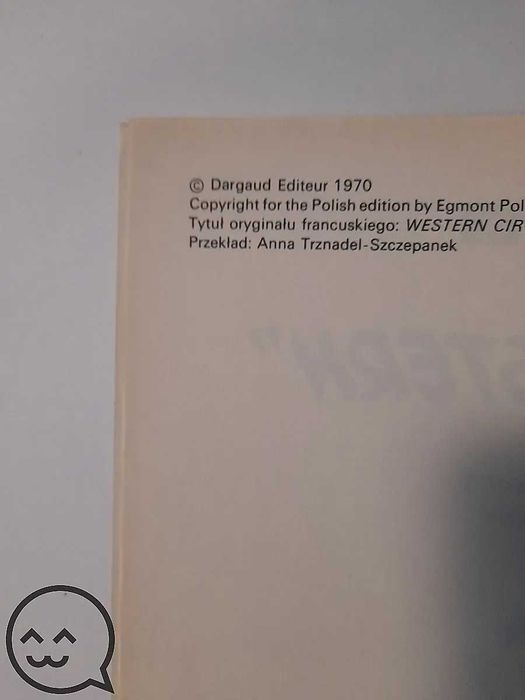 © Dargaud Editeur 1970
Copyright for the Polish edition by Egmont Pol
Tytuł oryginału francuskiego: WESTERN CIR
Przekład: Anna Trznadel-Szczepanek